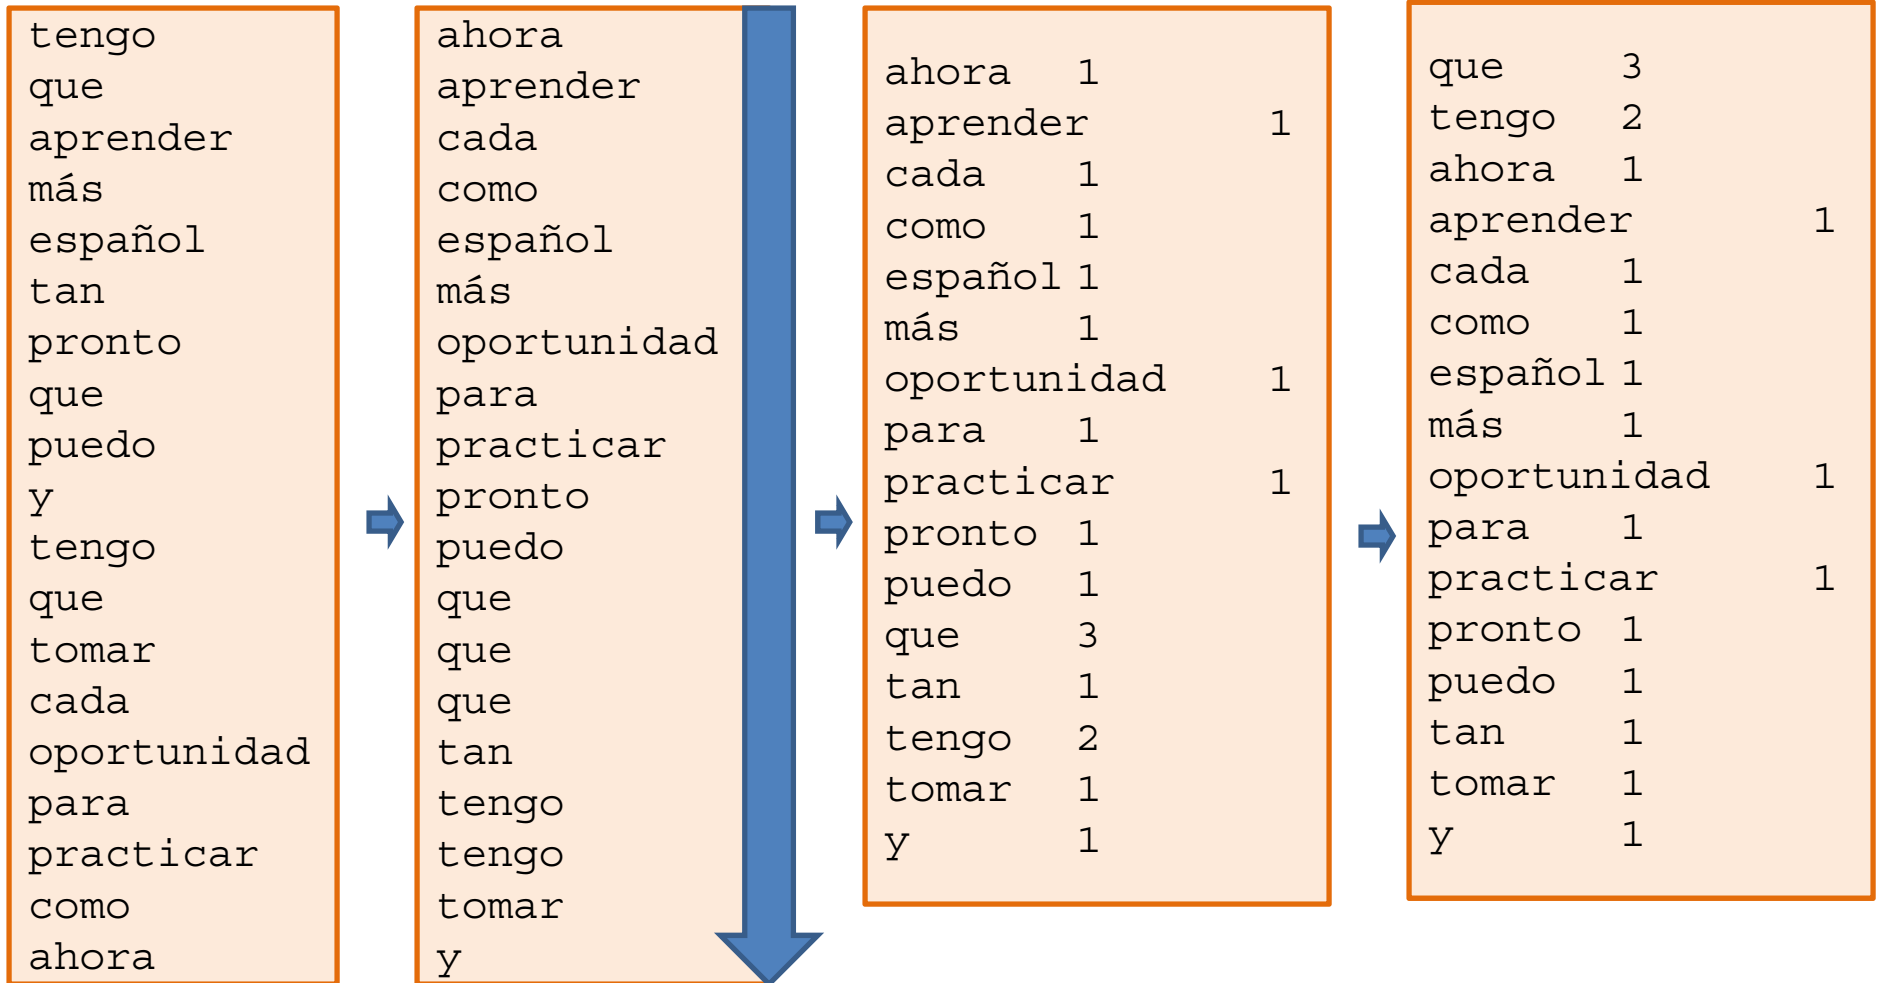 tengo
que
aprender
más
español
tan
pronto
que
puedo
y
tengo
que
tomar
cada
oportunidad
para
practicar
como
ahora
ahora
aprender
cada
como
español
más
oportunidad
para
practicar
pronto
puedo
que
que
que
tan
tengo
tengo
tomar
y
ahora 1
aprender 1
cada 1
como 1
español 1
más 1
oportunidad 1
para 1
practicar 1
pronto 1
puedo 1
que 3
tan 1
tengo 2
tomar 1
y 1
que 3
tengo 2
ahora 1
aprender 1
cada 1
como 1
español 1
más 1
oportunidad 1
para 1
practicar 1
pronto 1
puedo 1
tan 1
tomar 1
y 1